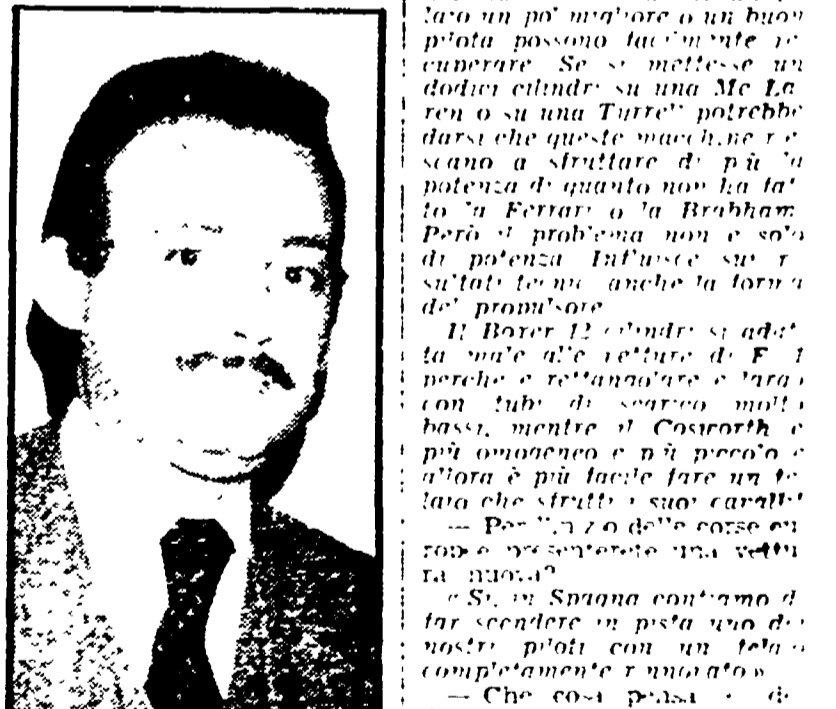 laio un po' migliore o un buon
pilota possono facilmente re
cuperare Se si mettesse un
dodici cilindri su una Mc La
ren o su una Tyrrell potrebbe
darsi che queste macchine rie
scano a sfruttare di più la
potenza di quanto non ha fat
to la Ferrari o la Brabham
Però il problema non e solo
di potenza Influisce sui ri
sultati tecnici anche la forma
del propulsore
Il Boxer 12 cilindri si adat
ta male alle vetture di F 1
perche e rettangolare e largo
con tubi di scarico molto
bassi, mentre il Cosworth e
più omogeneo e più piccolo e
allora è più facile fare un te
laio che sfrutti i suoi cavalli
— Per l'inizio delle corse eu
ropee presenterete una vettu
ra nuova?
« Si, in Spagna contiamo di
far scendere in pista uno dei
nostri piloti con un telaio
completamente rinnovato »
— Che cosa pensa di